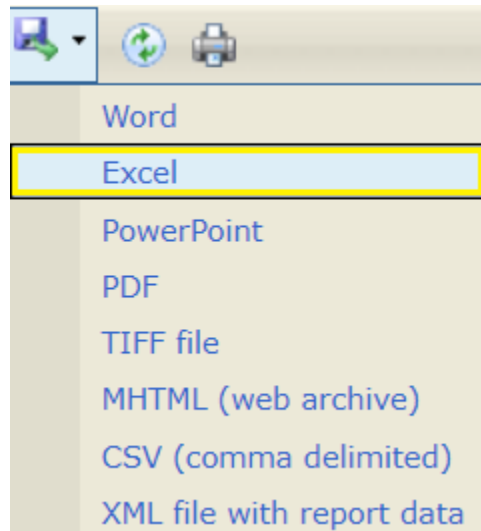 Word
Excel
PowerPoint
PDF
TIFF file
MHTML (web archive)
CSV (comma delimited)
XML file with report data